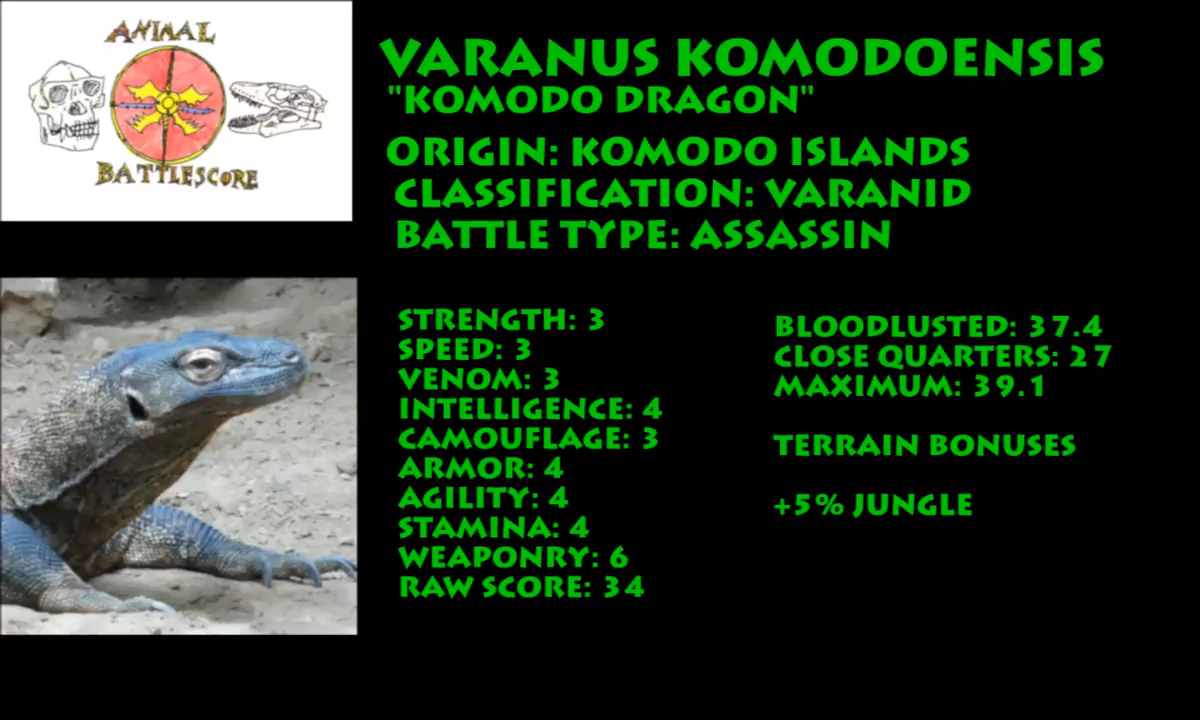 ANIMAL
BATTLESCORE
VARANUS KOMODOENSIS
"KOMODO DRAGON"
ORIGIN: KOMODO ISLANDS
CLASSIFICATION: VARANID
BATTLE TYPE: ASSASSIN
STRENGTH: 3
SPEED: 3
VENOM: 3
INTELLIGENCE: 4
CAMOUFLAGE: 3
ARMOR: 4
AGILITY: 4
STAMINA: 4
WEAPONRY: 6
RAW SCORE: 34
BLOODLUSTED: 37.4
CLOSE QUARTERS: 27
MAXIMUM: 39.1
TERRAIN BONUSES
+5% JUNGLE